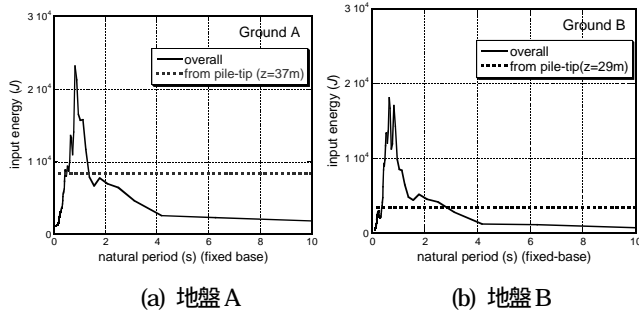 3 10⁴
2 10⁴
1 10⁴
0
input energy (J)
Ground A
overall
from pile-tip (z=37m)
0 2 4 6 8 10
natural period (s) (fixed base)
(a) 地盤A
3 10⁴
2 10⁴
1 10⁴
0
input energy (J)
Ground B
overall
from pile-tip(z=29m)
0 2 4 6 8 10
natural period (s) (fixed-base)
(b) 地盤B